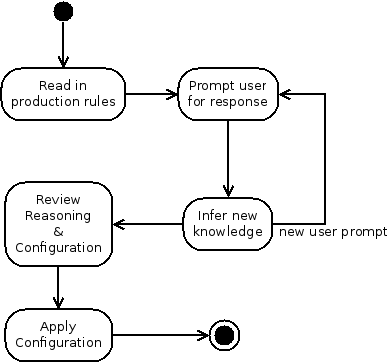 Read in
production rules
Prompt user
for response
Review
Reasoning
&
Configuration
Infer new
knowledge
new user prompt
Apply
Configuration